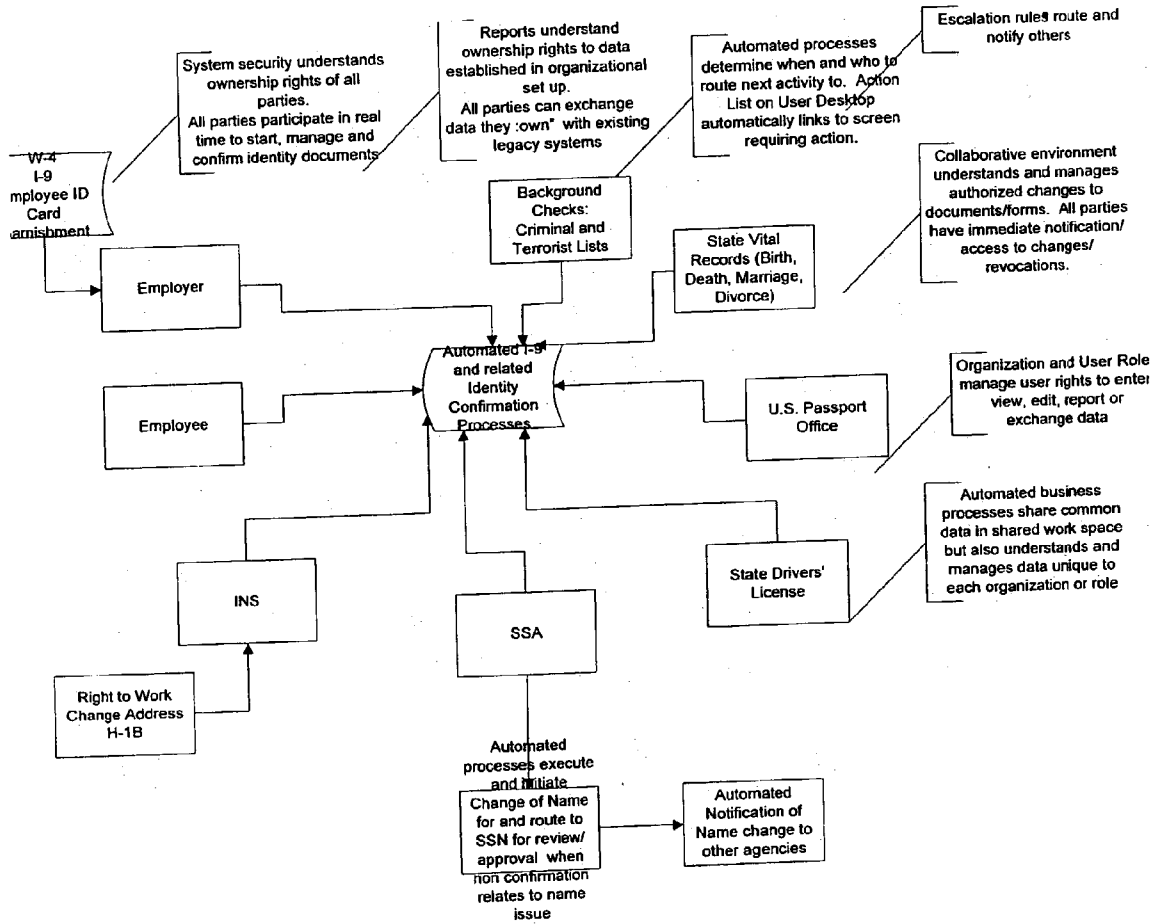 Escalation rules route and
notify others
Reports understand
ownership rights to data
established in organizational
set up.
All parties can exchange
data they :own" with existing
legacy systems
Automated processes
determine when and who to
route next activity to. Action
List on User Desktop
automatically links to screen
requiring action.
System security understands
ownership rights of all
parties.
All parties participate in real
time to start, manage and
confirm identity documents
W-4
I-9
mployee ID
Card
arnishment
Background
Checks:
Criminal and
Terrorist Lists
Collaborative environment
understands and manages
authorized changes to
documents/forms. All parties
have immediate notification/
access to changes/
revocations.
State Vital
Records (Birth,
Death, Marriage,
Divorce)
Employer
Automated I-9
and related
Identity
Confirmation
Processes
Organization and User Role
manage user rights to enter
view, edit, report or
exchange data
U.S. Passport
Office
Employee
Automated business
processes share common
data in shared work space
but also understands and
manages data unique to
each organization or role
State Drivers'
License
INS
SSA
Right to Work
Change Address
H-1B
Automated
processes execute
and initiate
Change of Name
for and route to
SSN for review/
approval when
non confirmation
relates to name
issue
Automated
Notification of
Name change to
other agencies